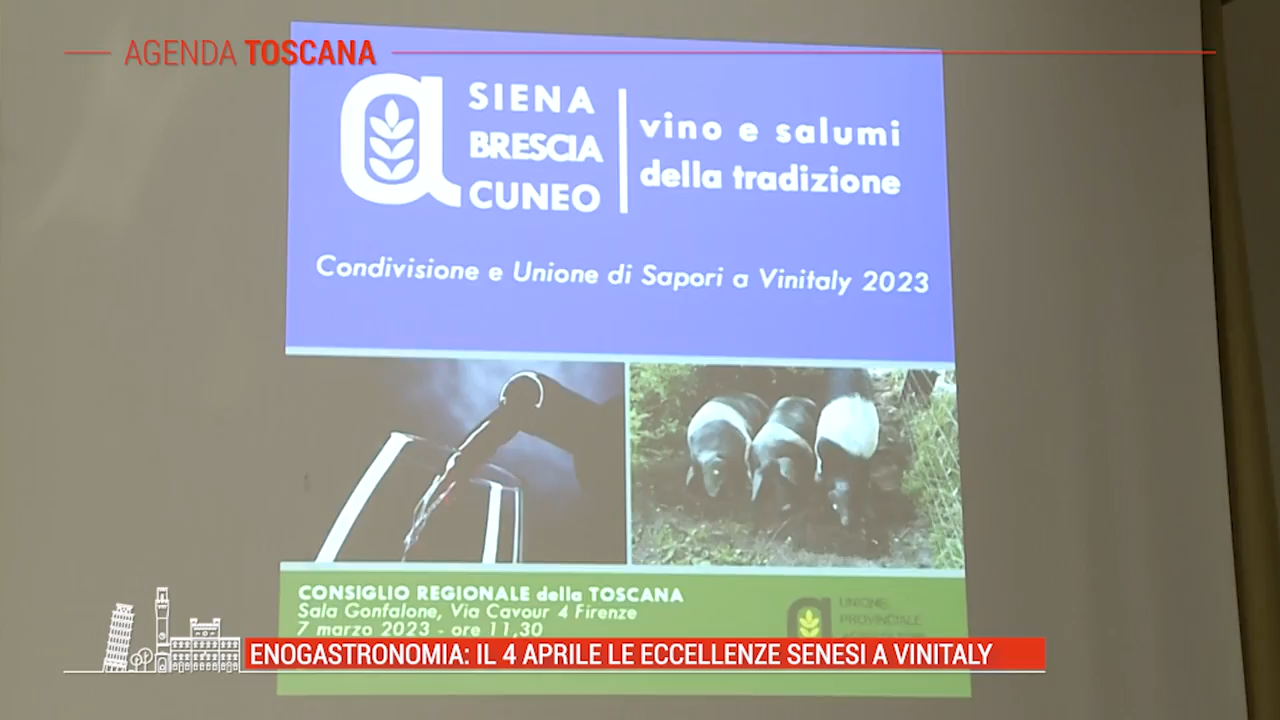 AGENDA TOSCANA
SIENA
BRESCIA
CUNEO
vino e salumi
della tradizione
Condivisione e Unione di Sapori a Vinitaly 2023
CONSIGLIO REGIONALE della TOSCANA
Sala Gonfalone, Via Cavour 4 Firenze
7 marzo 2023 - ore 11,30
UNIONE
PROVINCIALE
ENOGASTRONOMIA: IL 4 APRILE LE ECCELLENZE SENESI A VINITALY